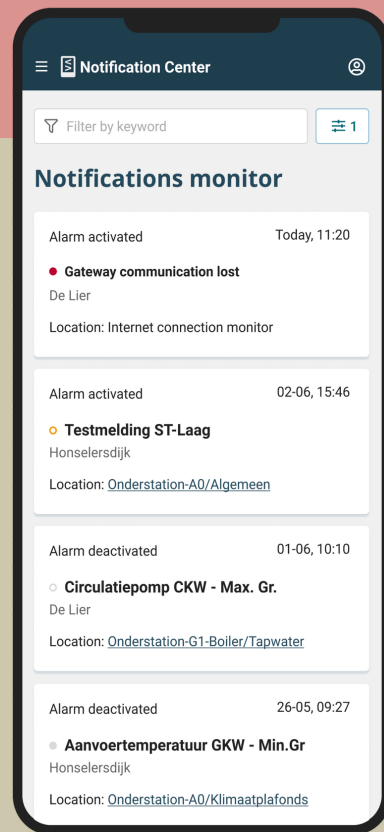 Notification Center
Filter by keyword
1
Notifications monitor
Alarm activated
Today, 11:20
Gateway communication lost
De Lier
Location: Internet connection monitor
Alarm activated
02-06, 15:46
Testmelding ST-Laag
Honselersdijk
Location: Onderstation-A0/Algemeen
Alarm deactivated
01-06, 10:10
Circulatiepomp CKW - Max. Gr.
De Lier
Location: Onderstation-G1-Boiler/Tapwater
Alarm deactivated
26-05, 09:27
Aanvoertemperatuur GKW - Min.Gr
Honselersdijk
Location: Onderstation-A0/Klimaatplafonds